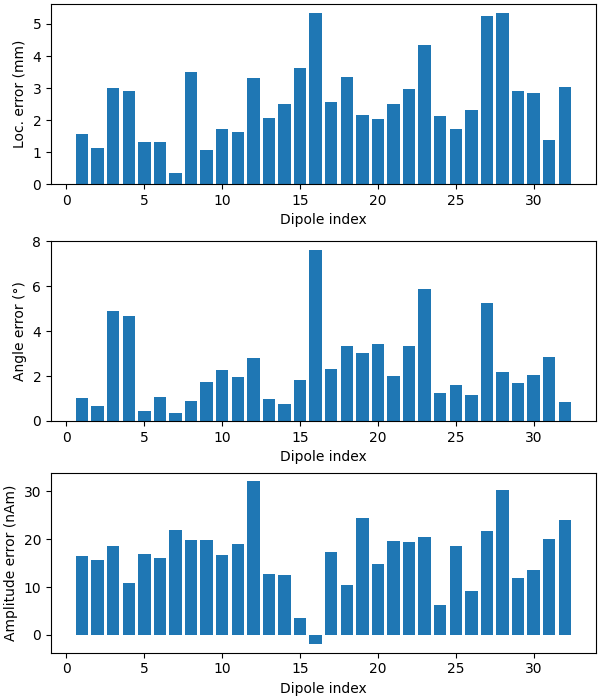 Loc. error (mm)
5
4
3
2
1
0
0 5 10 15 20 25 30
Dipole index
Angle error (°)
8
6
4
2
0
0 5 10 15 20 25 30
Dipole index
Amplitude error (nAm)
30
20
10
0
0 5 10 15 20 25 30
Dipole index